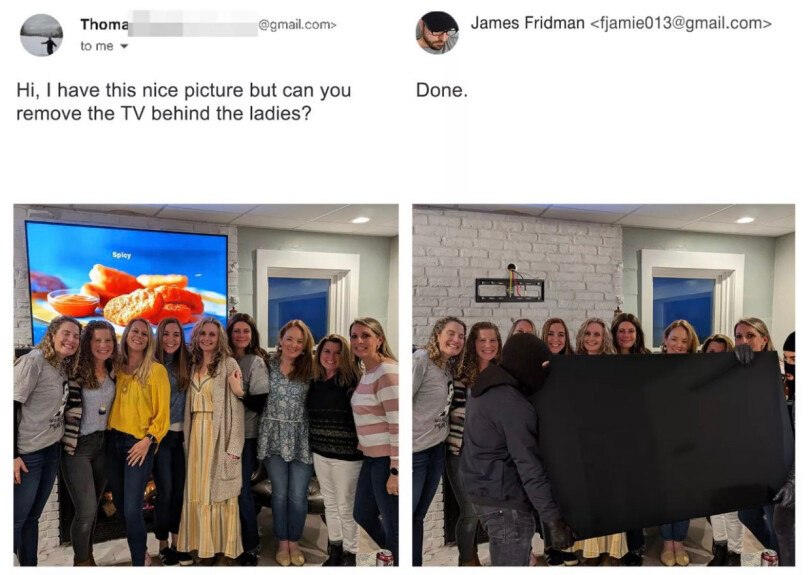 Thoma
@gmail.com>
to me
Hi, I have this nice picture but can you
remove the TV behind the ladies?
James Fridman <fjamie013@gmail.com>
Done.
Spicy